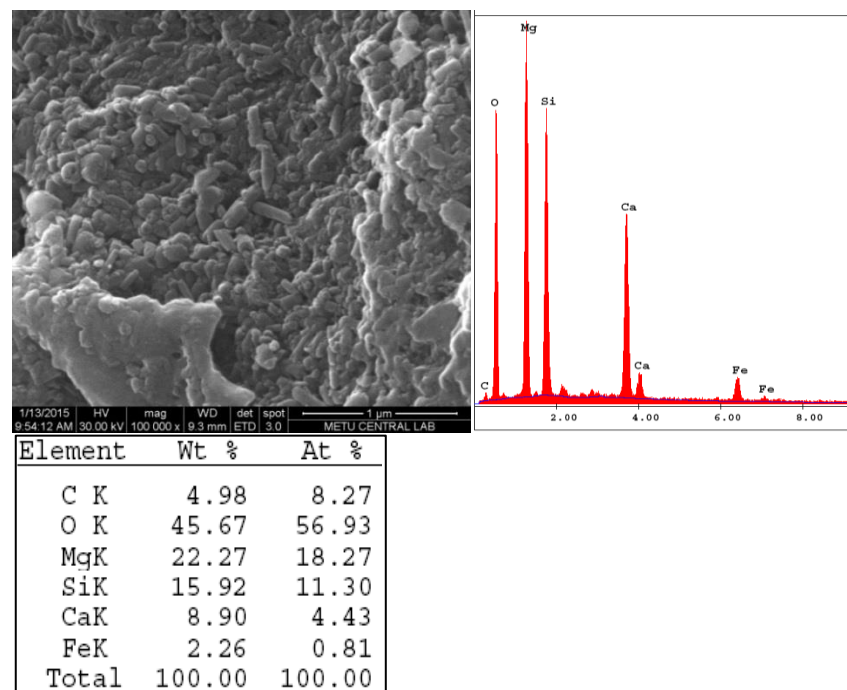 1/13/2015 HV mag WD det spot 1 µm
9:54:12 AM 30.00 kV 100 000 x 9.3 mm ETD 3.0 METU CENTRAL LAB
Mg
O
Si
Ca
Ca
Fe
C
Fe
2.00 4.00 6.00 8.00
Element Wt % At %
C K 4.98 8.27
O K 45.67 56.93
MgK 22.27 18.27
SiK 15.92 11.30
CaK 8.90 4.43
FeK 2.26 0.81
Total 100.00 100.00